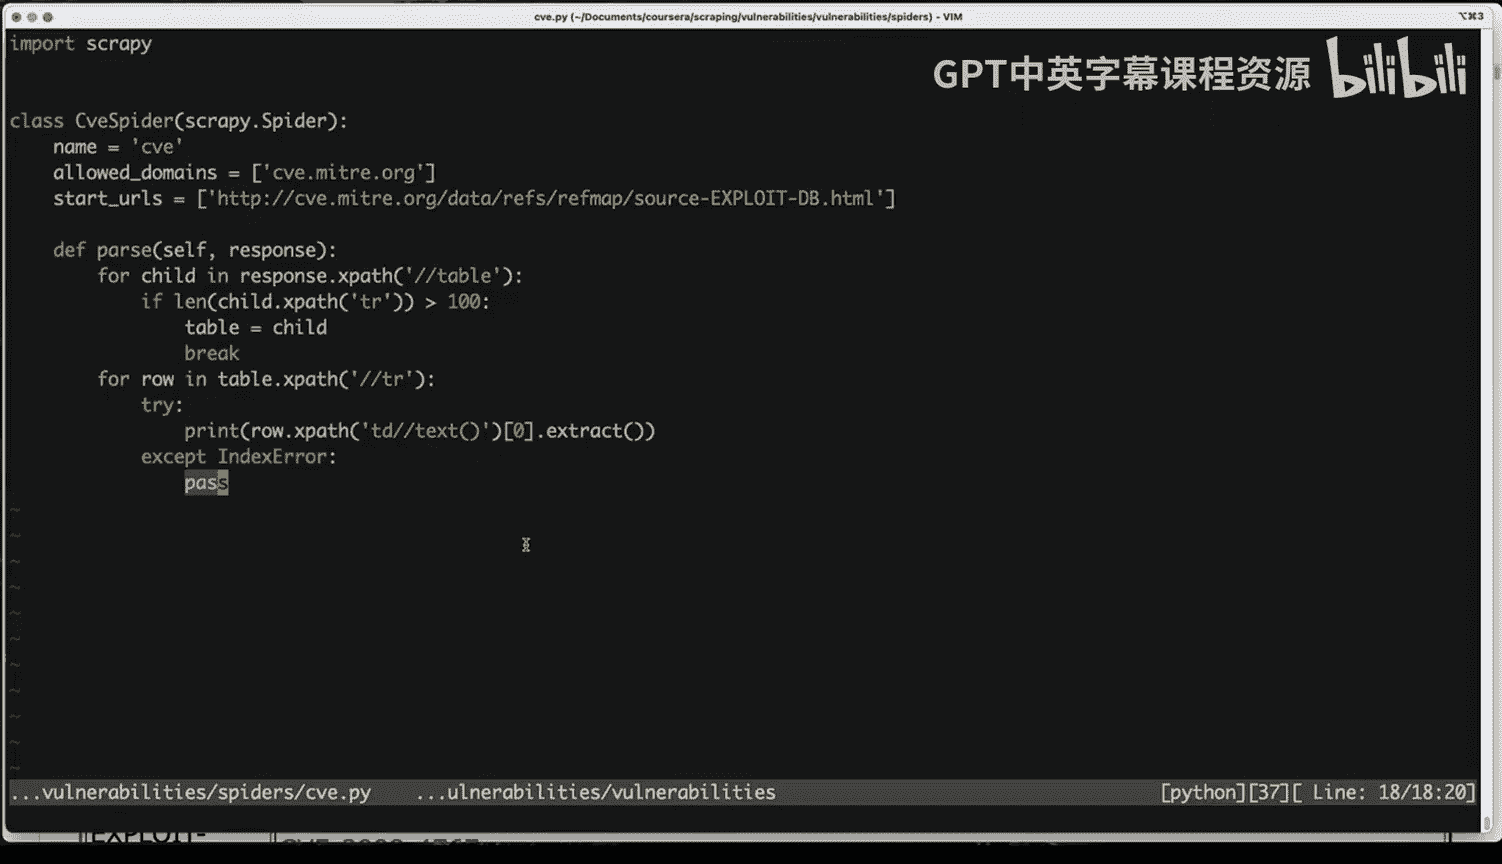 cve.py (~/Documents/coursera/scraping/vulnerabilities/vulnerabilities/spiders) - VIM
⌥⌘3
import scrapy
GPT中英字幕课程资源 bilibili
class CveSpider(scrapy.Spider):
    name = 'cve'
    allowed_domains = ['cve.mitre.org']
    start_urls = ['http://cve.mitre.org/data/refs/refmap/source-EXPLOIT-DB.html']
    def parse(self, response):
        for child in response.xpath('//table'):
            if len(child.xpath('tr')) > 100:
                table = child
                break
        for row in table.xpath('//tr'):
            try:
                print(row.xpath('td//text()')[0].extract())
            except IndexError:
                pass
~
~
~
~
~
~
~
~
~
~
~
...vulnerabilities/spiders/cve.py    ...ulnerabilities/vulnerabilities    [python][37][ Line: 18/18:20]
EXPLOIT-